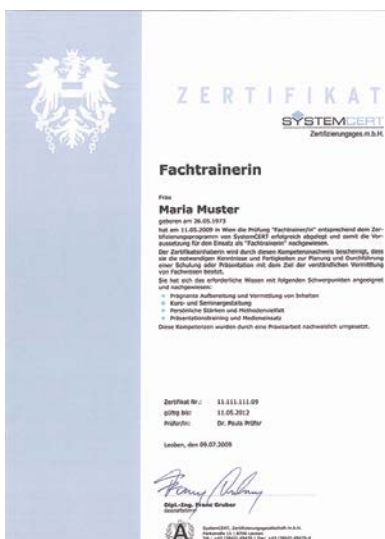 ZERTIFIKAT
SYSTEMCERT
Zertifizierungsges.m.b.H.
Fachtrainerin
Frau
Maria Muster
geboren am 26.05.1973
hat am 11.05.2009 in Wien die Prüfung "Fachtrainer/in" entsprechend dem Zer-
tifizierungsprogramm von SystemCERT erfolgreich abgelegt und somit die Vor-
aussetzung für den Einsatz als "Fachtrainerin" nachgewiesen.
Der Zertifikatsinhaberin wird durch diesen Kompetenznachweis bescheinigt, dass
sie die notwendigen Kenntnisse und Fertigkeiten zur Planung und Durchführung
einer Schulung oder Präsentation mit dem Ziel der verständlichen Vermittlung
von Fachwissen besitzt.
Sie hat sich das erforderliche Wissen mit folgenden Schwerpunkten angeeignet
und nachgewiesen:
Prägnante Aufbereitung und Vermittlung von Inhalten
Kurs- und Seminargestaltung
Persönliche Stärken und Methodenvielfalt
Präsentationstraining und Medieneinsatz
Diese Kompetenzen wurden durch eine Praxisarbeit nachweislich umgesetzt.
Zertifikat Nr.: 11.111.111.09
gültig bis: 11.05.2012
Prüfer/in: Dr. Paula Prüfer
Leoben, den 09.07.2009
Dipl.-Ing. Franz Gruber
Geschäftsführer
SystemCERT, Zertifizierungsgesellschaft m.b.H.